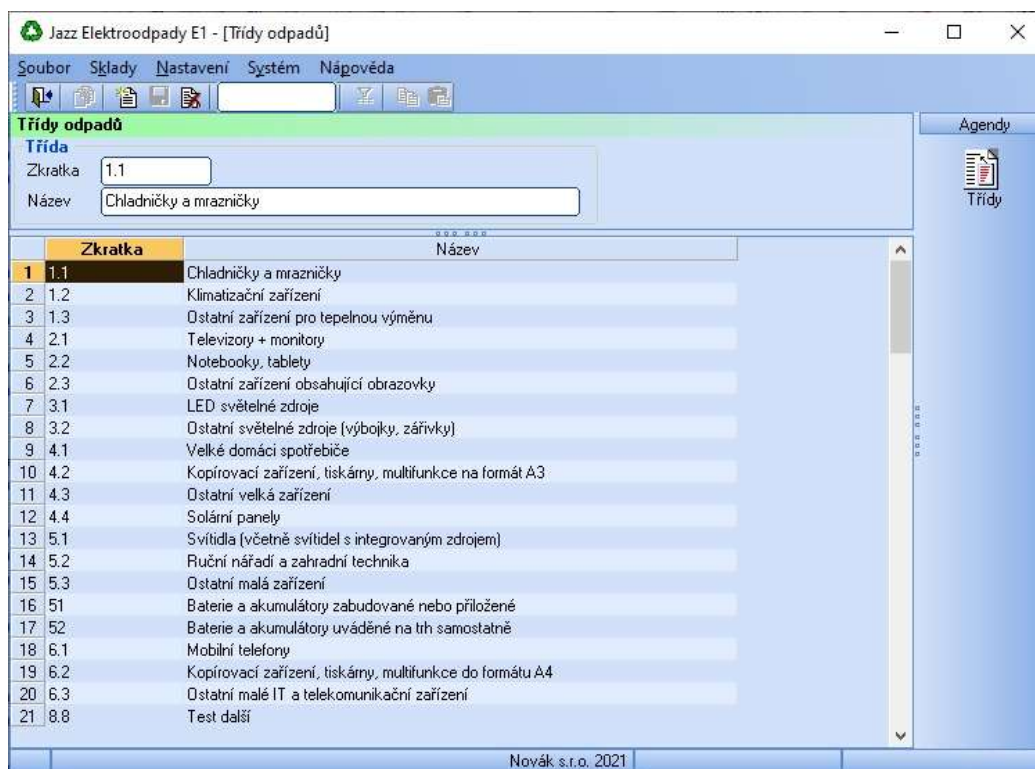 Jazz Elektroodpady E1 - [Třídy odpadů]
Soubor Sklady Nastavení Systém Nápověda
Třídy odpadů
Agendy
Třída
Zkratka 1.1
Třídy
Název Chladničky a mrazničky
Zkratka Název
1 1.1 Chladničky a mrazničky
2 1.2 Klimatizační zařízení
3 1.3 Ostatní zařízení pro tepelnou výměnu
4 2.1 Televizory + monitory
5 2.2 Notebooky, tablety
6 2.3 Ostatní zařízení obsahující obrazovky
7 3.1 LED světelné zdroje
8 3.2 Ostatní světelné zdroje (výbojky, zářivky)
9 4.1 Velké domáci spotřebiče
10 4.2 Kopírovací zařízení, tiskárny, multifunkce na formát A3
11 4.3 Ostatní velká zařízení
12 4.4 Solární panely
13 5.1 Svítidla (včetně svítidel s integrovaným zdrojem)
14 5.2 Ruční nářadí a zahradní technika
15 5.3 Ostatní malá zařízení
16 51 Baterie a akumulátory zabudované nebo přiložené
17 52 Baterie a akumulátory uváděné na trh samostatně
18 6.1 Mobilní telefony
19 6.2 Kopírovací zařízení, tiskárny, multifunkce do formátu A4
20 6.3 Ostatní malé IT a telekomunikační zařízení
21 8.8 Test další
Novák s.r.o. 2021